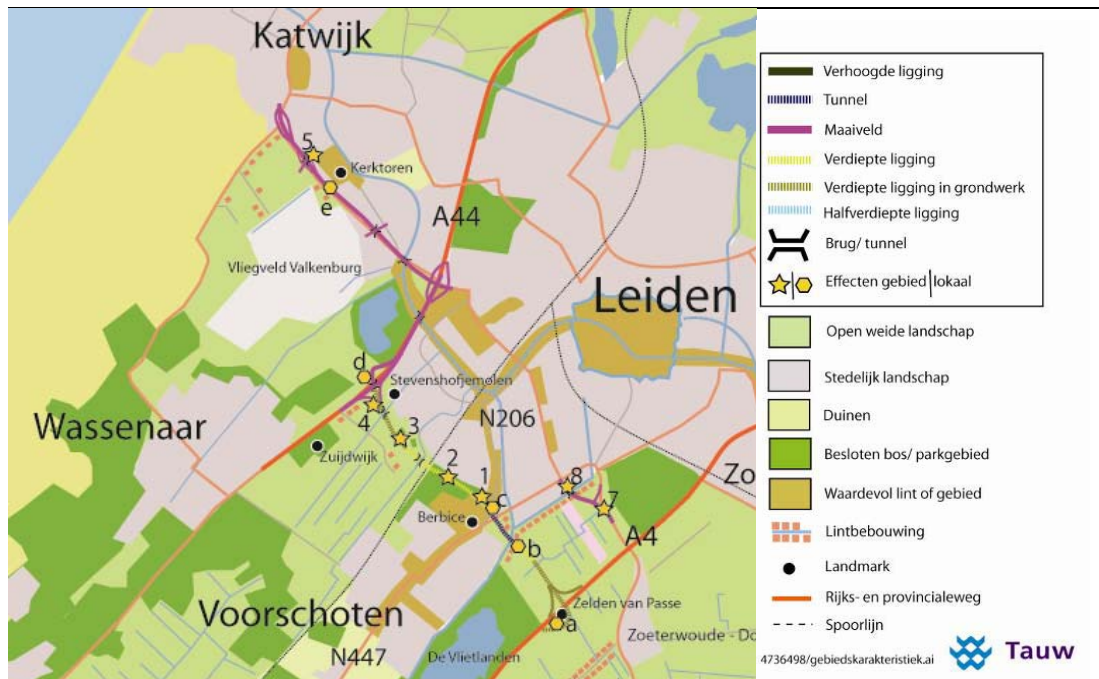 Katwijk
5
Kerktoren
e
A44
Vliegveld Valkenburg
Leiden
d
Stevenshofjemolen
Wassenaar
4
3
N206
Zuijdwijk
2
1
8
Zo
c
7
Berbice
A4
b
Voorschoten
Zelden van Passe
a
Zoeterwoude - Do
N447
De Vlietlanden
Verhoogde ligging
Tunnel
Maaiveld
Verdiepte ligging
Verdiepte ligging in grondwerk
Halfverdiepte ligging
Brug/ tunnel
Effecten gebied lokaal
Open weide landschap
Stedelijk landschap
Duinen
Besloten bos/ parkgebied
Waardevol lint of gebied
Lintbebouwing
Landmark
Rijks- en provincialeweg
Spoorlijn
4736498/gebiedskarakteristiek.ai
Tauw